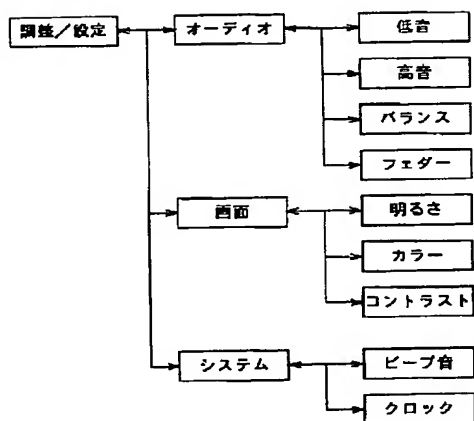 調整／設定
オーディオ
低音
高音
バランス
フェダー
画面
明るさ
カラー
コントラスト
システム
ビープ音
クロック